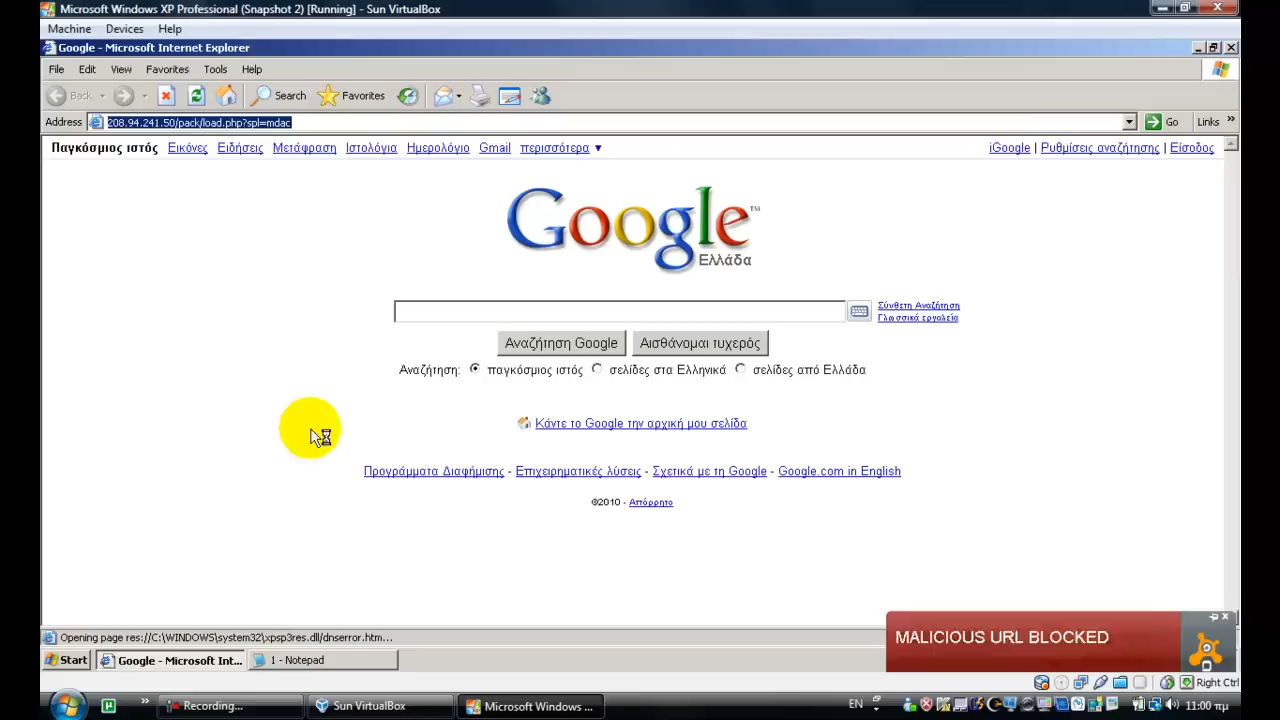 Microsoft Windows XP Professional (Snapshot 2) [Running] - Sun VirtualBox
Machine Devices Help
Google - Microsoft Internet Explorer
File Edit View Favorites Tools Help
Back Search Favorites
Address 208.94.241.50/pack/load.php?spl=mdac Go Links »
Παγκόσμιος ιστός Εικόνες Ειδήσεις Μετάφραση Ιστολόγια Ημερολόγιο Gmail περισσότερα ▼ iGoogle | Ρυθμίσεις αναζήτησης | Είσοδος
Google™
Ελλάδα
Σύνθετη Αναζήτηση
Γλωσσικά εργαλεία
Αναζήτηση Google Αισθάνομαι τυχερός
Αναζήτηση: παγκόσμιος ιστός σελίδες στα Ελληνικά σελίδες από Ελλάδα
Κάντε το Google την αρχική μου σελίδα
Προγράμματα Διαφήμισης - Επιχειρηματικές λύσεις - Σχετικά με τη Google - Google.com in English
©2010 - Απόρρητο
MALICIOUS URL BLOCKED
Opening page res://C:\WINDOWS\system32\xpsp3res.dll/dnserror.htm...
Start Google - Microsoft Int... 1 - Notepad
Right Ctrl
Recording... Sun VirtualBox Microsoft Windows ... EN 11:00 πμ